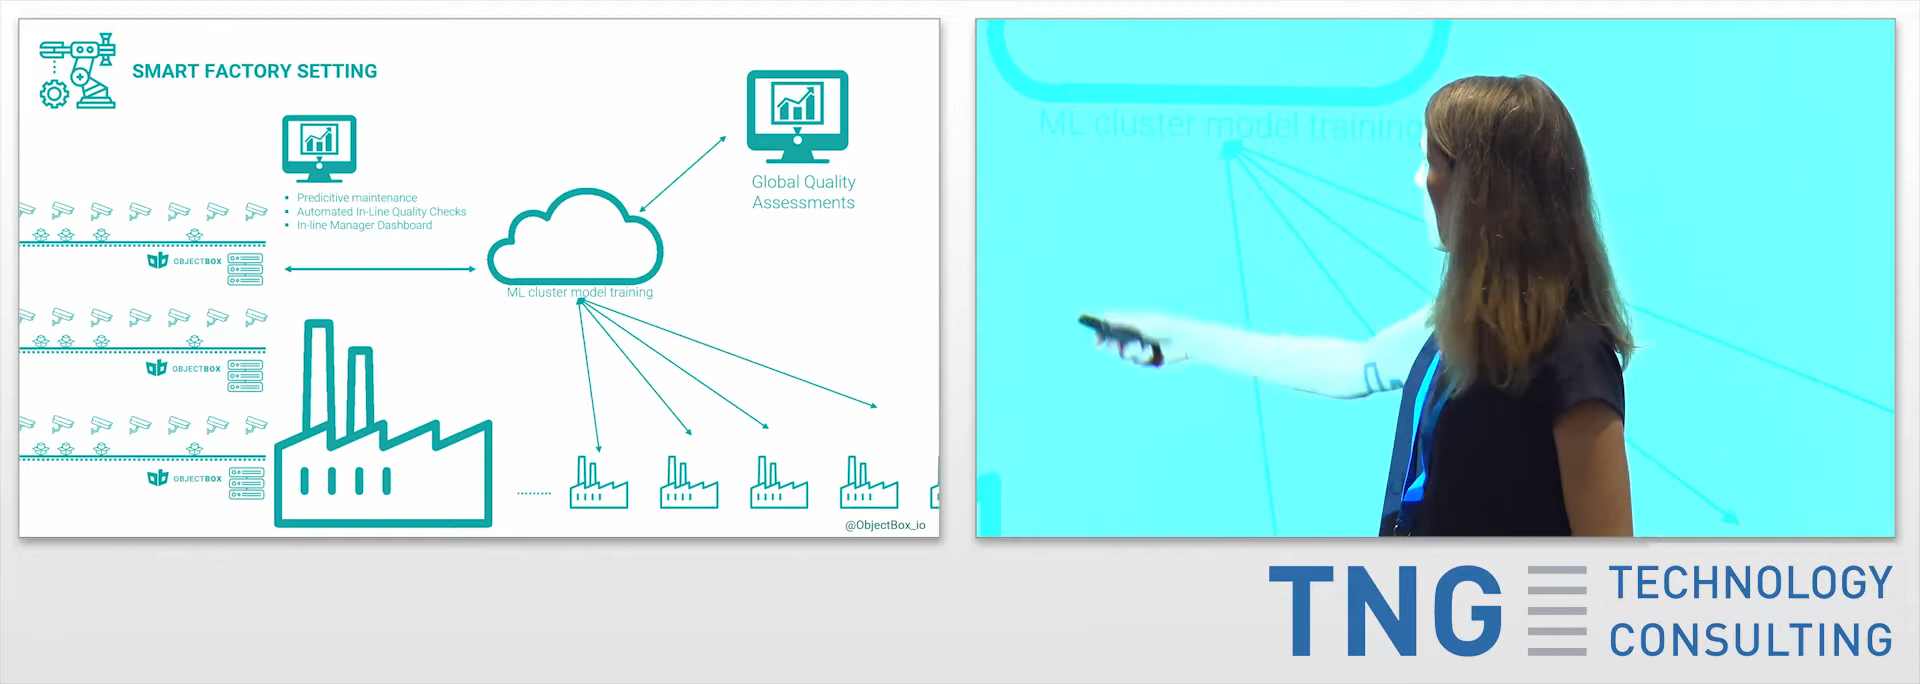 SMART FACTORY SETTING
Predicitive maintenance
Automated In-Line Quality Checks
In-line Manager Dashboard
Global Quality
Assessments
OBJECTBOX
ML cluster model training
OBJECTBOX
OBJECTBOX
@ObjectBox_io
ML cluster model training
TNG TECHNOLOGY
CONSULTING